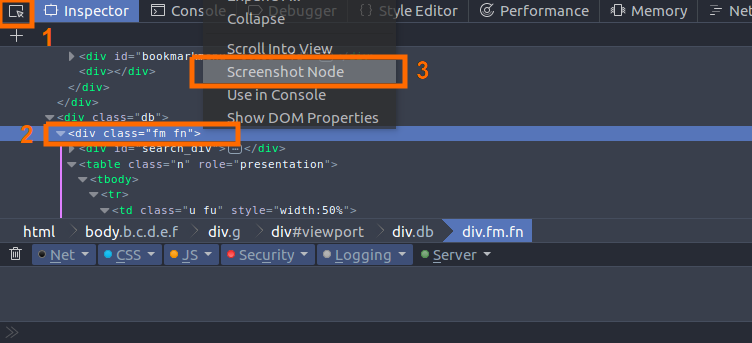 Inspector Console Debugger Style Editor Performance Memory Net
1
+
Collapse
Scroll Into View
Screenshot Node 3
Use in Console
Show DOM Properties
<div id="bookmark
<div></div>
</div>
</div>
<div class="db">
2 <div class="fm fn">
<div id="search_div">…</div>
<table class="n" role="presentation">
<tbody>
<tr>
<td class="u fu" style="width:50%">
html body.b.c.d.e.f div.g div#viewport div.db div.fm.fn
Net CSS JS Security Logging Server
>>